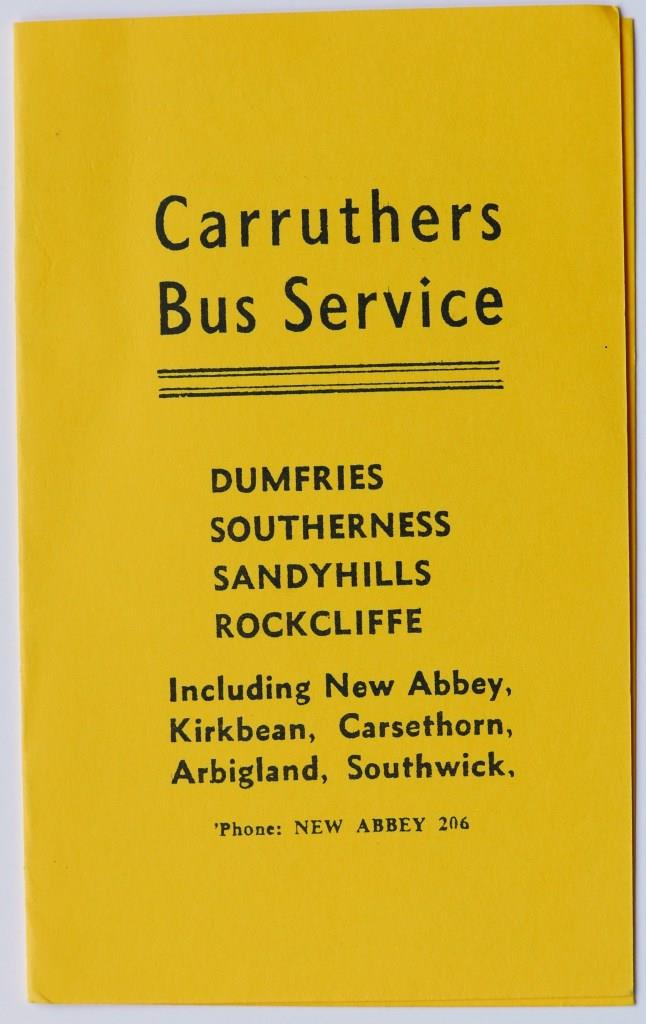 Carruthers
Bus Service
DUMFRIES
SOUTHERNESS
SANDYHILLS
ROCKCLIFFE
Including New Abbey,
Kirkbean, Carsethorn,
Arbigland, Southwick.
'Phone: NEW ABBEY 206